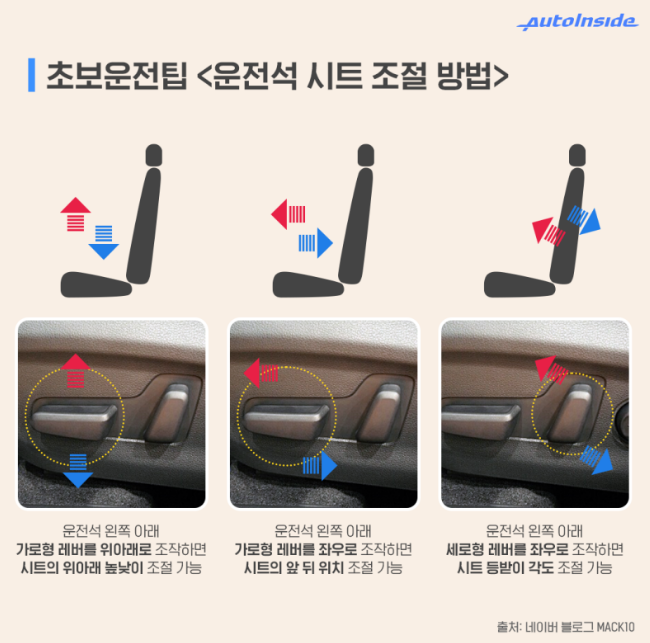 AutoInside
초보운전팁 <운전석 시트 조절 방법>
운전석 왼쪽 아래
가로형 레버를 위아래로 조작하면
시트의 위아래 높낮이 조절 가능
운전석 왼쪽 아래
가로형 레버를 좌우로 조작하면
시트의 앞 뒤 위치 조절 가능
운전석 왼쪽 아래
세로형 레버를 좌우로 조작하면
시트 등받이 각도 조절 가능
출처: 네이버 블로그 MACK10